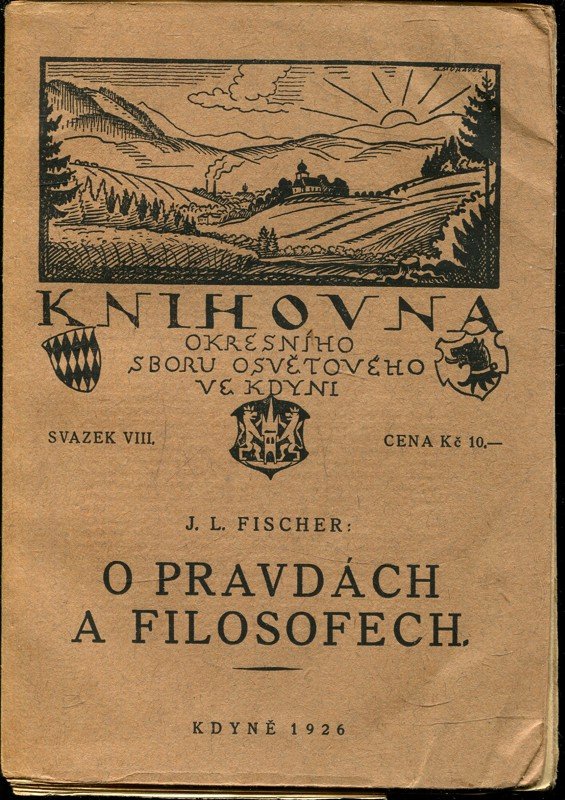 KNIHOVNA
OKRESNÍHO
SBORU OSVĚTOVÉHO
VE KDYNI
SVAZEK VIII.
CENA Kč 10.—
J. L. FISCHER:
O PRAVDÁCH
A FILOSOFECH.
KDYNĚ 1926